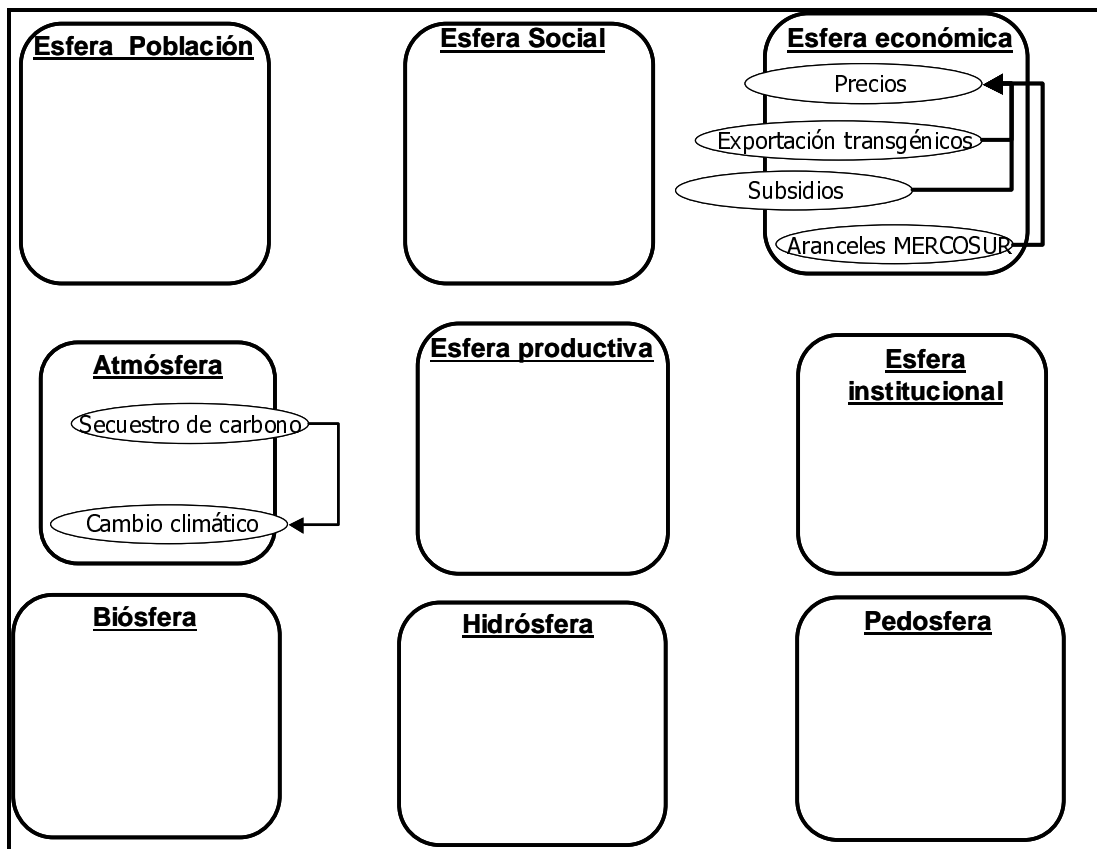 Esfera Población
Esfera Social
Esfera económica
Precios
Exportación transgénicos
Subsidios
Aranceles MERCOSUR
Atmósfera
Secuestro de carbono
Cambio climático
Esfera productiva
Esfera
institucional
Biósfera
Hidrósfera
Pedosfera